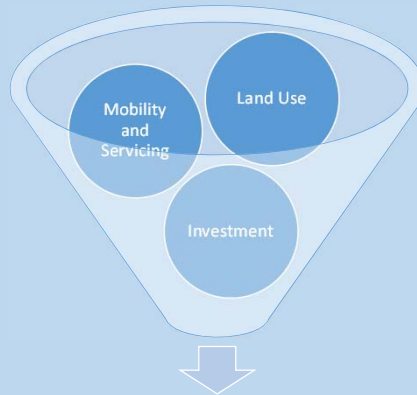 Mobility
and
Servicing
Land Use
Investment